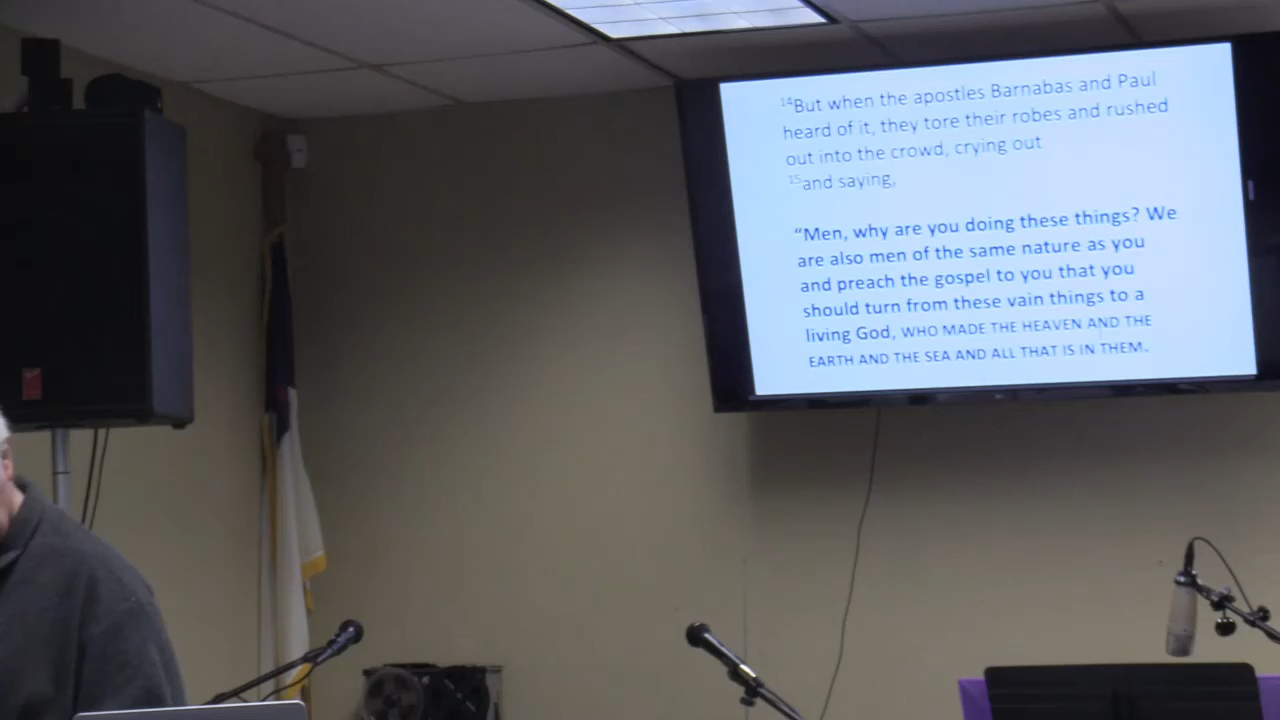 14But when the apostles Barnabas and Paul
heard of it, they tore their robes and rushed
out into the crowd, crying out
15and saying,
“Men, why are you doing these things? We
are also men of the same nature as you
and preach the gospel to you that you
should turn from these vain things to a
living God, WHO MADE THE HEAVEN AND THE
EARTH AND THE SEA AND ALL THAT IS IN THEM.